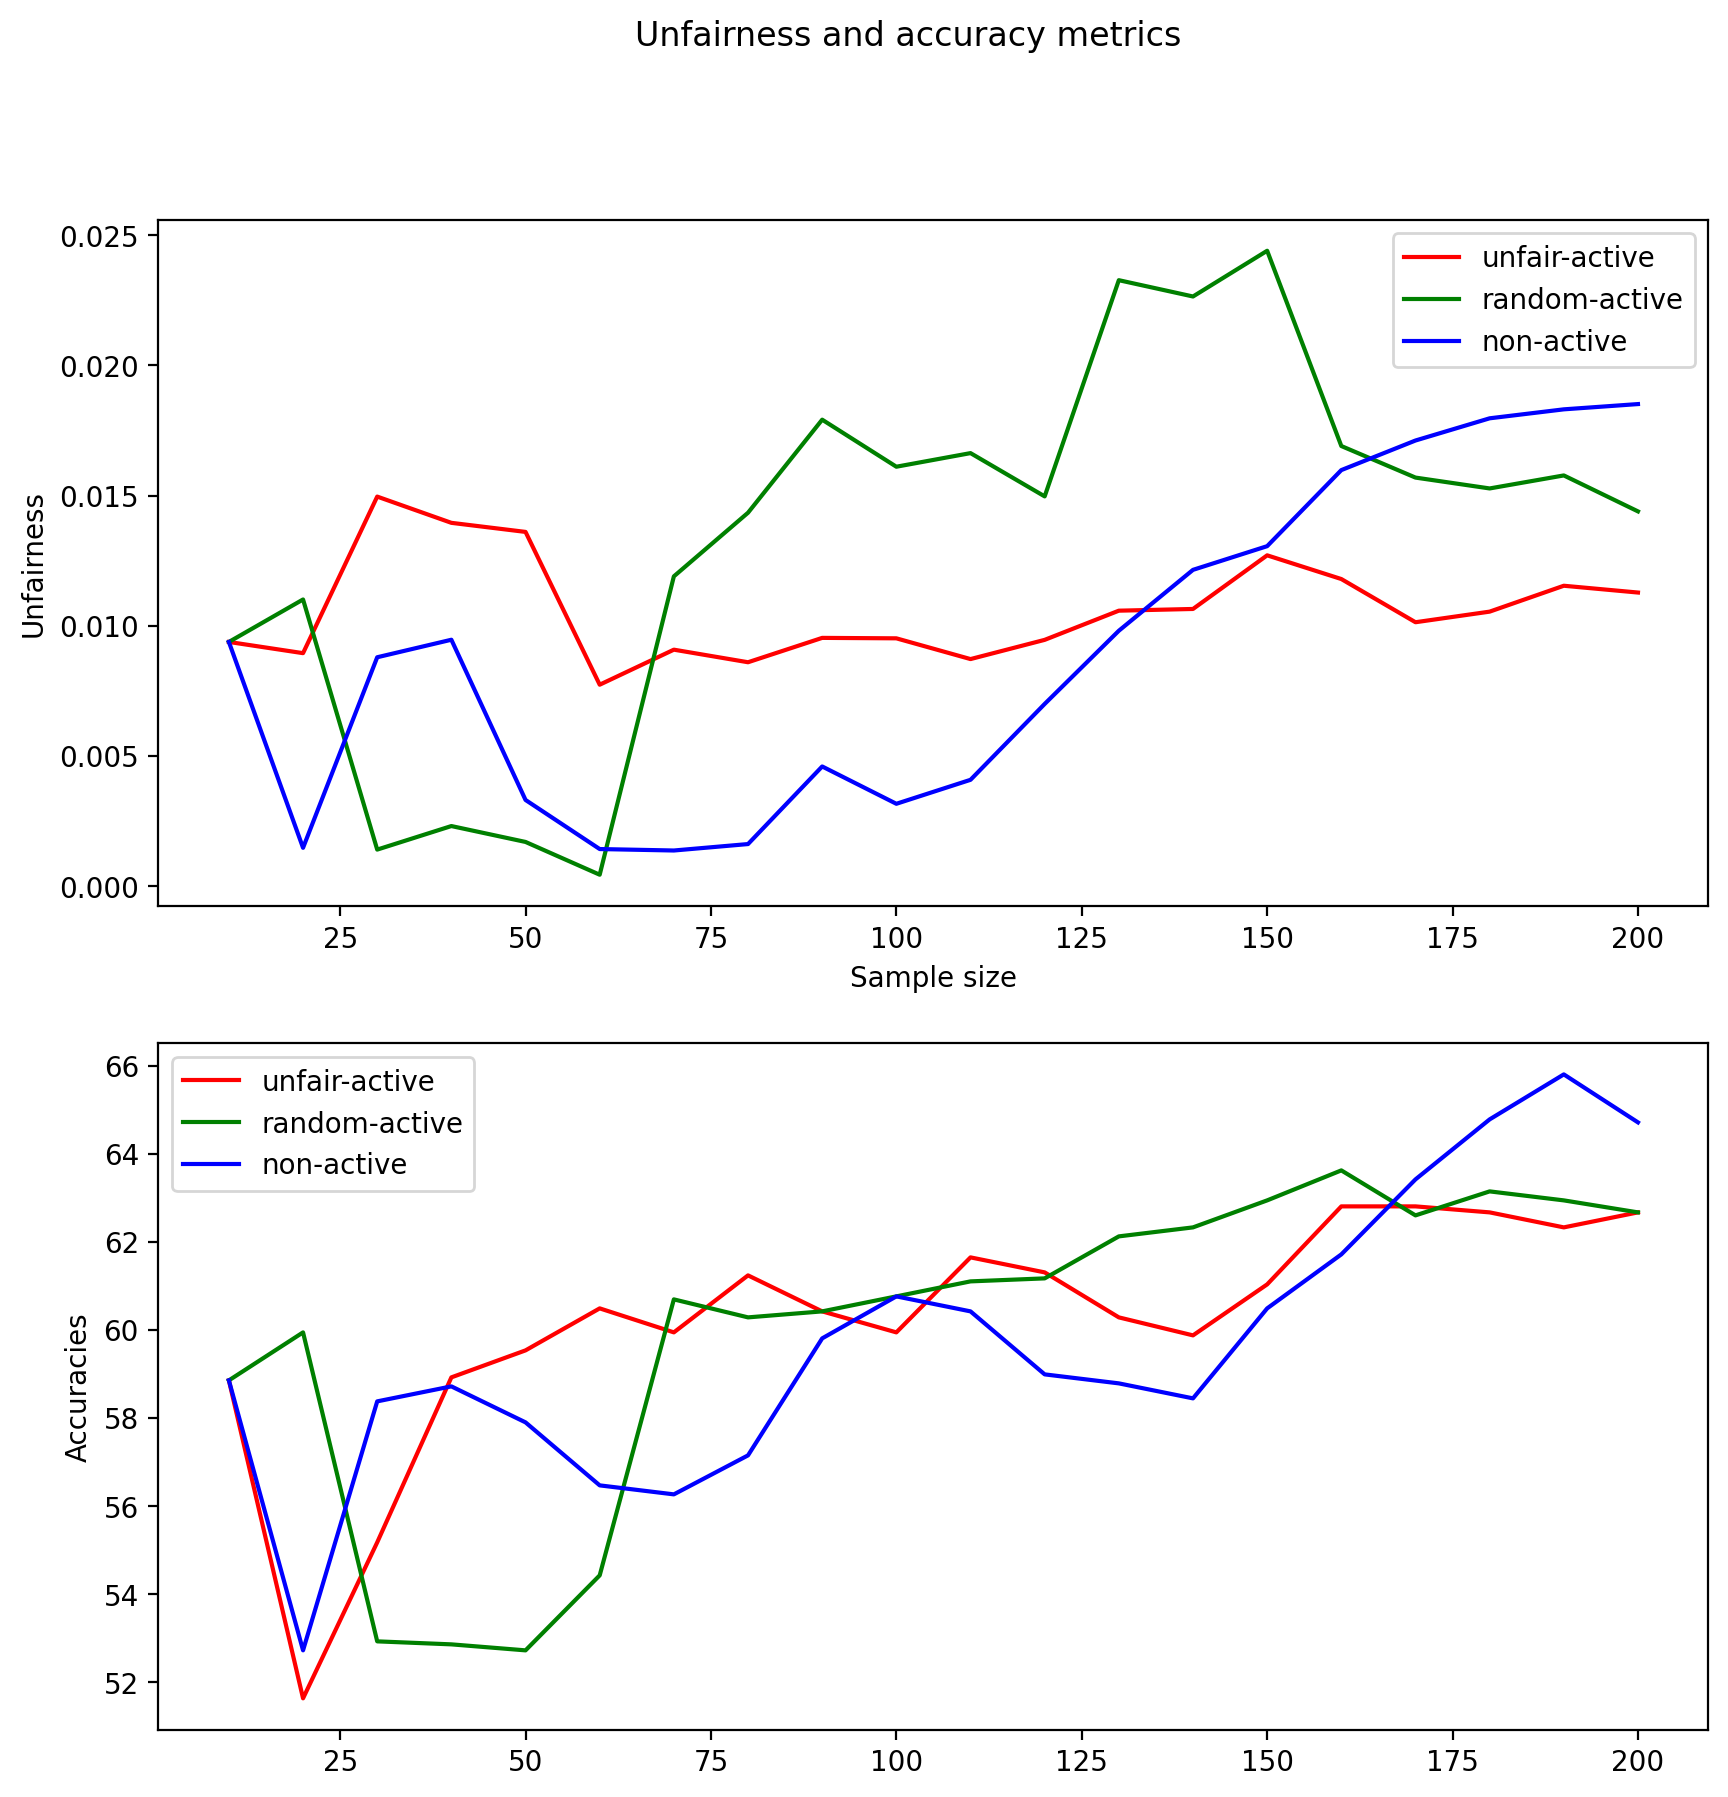 Unfairness and accuracy metrics
0.025
0.020
0.015
0.010
0.005
0.000
Unfairness
unfair-active
random-active
non-active
25 50 75 100 125 150 175 200
Sample size
66
64
62
60
58
56
54
52
Accuracies
unfair-active
random-active
non-active
25 50 75 100 125 150 175 200